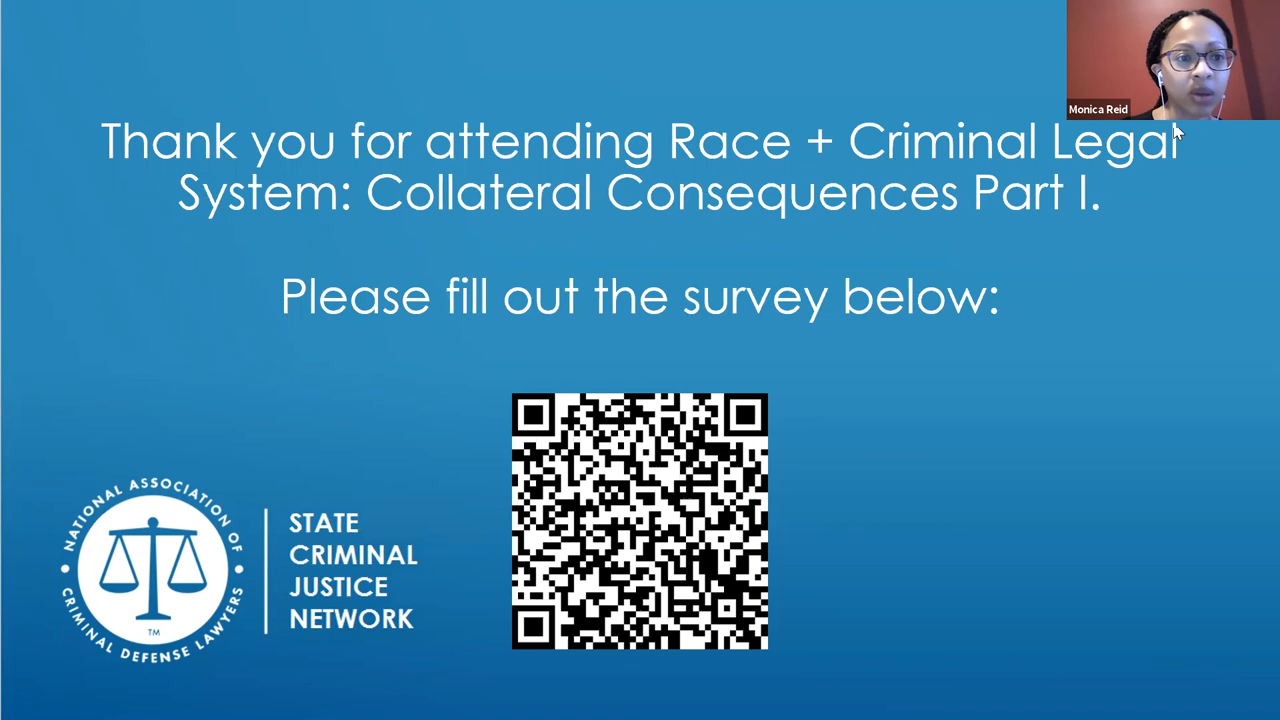 Monica Reid
Thank you for attending Race + Criminal Legal
System: Collateral Consequences Part I.
Please fill out the survey below:
NATIONAL ASSOCIATION OF
CRIMINAL DEFENSE LAWYERS
TM
STATE
CRIMINAL
JUSTICE
NETWORK